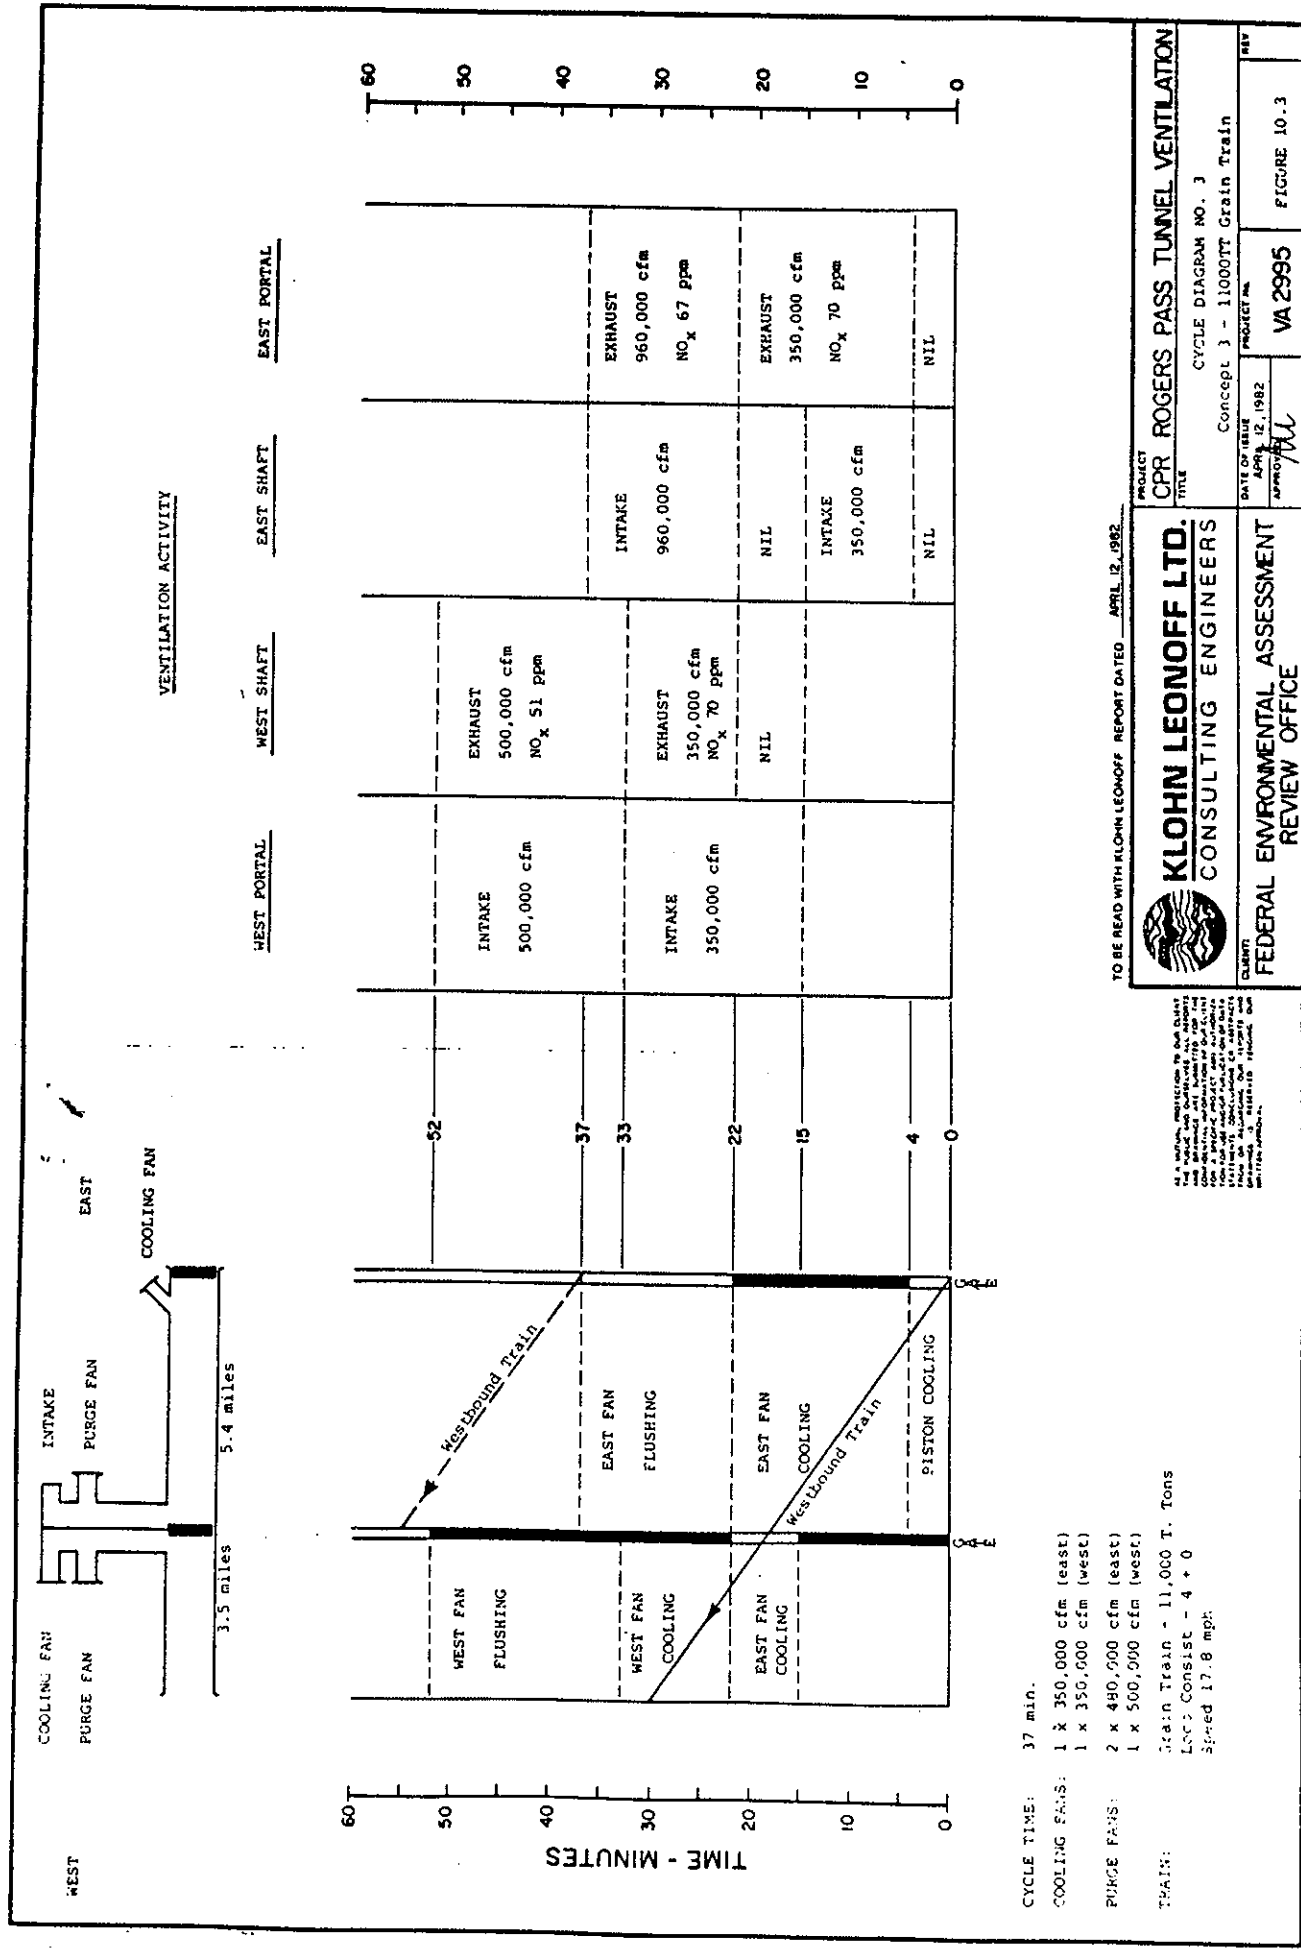 WEST
COOLING FAN
PURGE FAN
INTAKE
PURGE FAN
EAST
COOLING FAN
3.5 miles
5.4 miles
VENTILATION ACTIVITY
WEST PORTAL
WEST SHAFT
EAST SHAFT
EAST PORTAL
TIME - MINUTES
60
50
40
30
20
10
0
WEST FAN
FLUSHING
WEST FAN
COOLING
EAST FAN
COOLING
Westbound Train
EAST FAN
FLUSHING
EAST FAN
COOLING
Westbound Train
PISTON COOLING
GATE
GATE
52
37
33
22
15
4
0
INTAKE
500,000 cfm
INTAKE
350,000 cfm
EXHAUST
500,000 cfm
NOx 51 ppm
EXHAUST
350,000 cfm
NOx 70 ppm
NIL
INTAKE
960,000 cfm
NIL
INTAKE
350,000 cfm
NIL
EXHAUST
960,000 cfm
NOx 67 ppm
EXHAUST
350,000 cfm
NOx 70 ppm
NIL
60
50
40
30
20
10
0
CYCLE TIME: 37 min.
COOLING FANS: 1 x 350,000 cfm (east)
1 x 350,000 cfm (west)
PURGE FANS: 2 x 480,000 cfm (east)
1 x 500,000 cfm (west)
TRAIN: Grain Train - 11,000 T. Tons
Loco Consist - 4 + 0
Speed 17.8 mph
TO BE READ WITH KLOHN LEONOFF REPORT DATED APRIL 12, 1982
KLOHN LEONOFF LTD.
CONSULTING ENGINEERS
CLIENT:
FEDERAL ENVIRONMENTAL ASSESSMENT
REVIEW OFFICE
PROJECT
CPR ROGERS PASS TUNNEL VENTILATION
TITLE
CYCLE DIAGRAM NO. 3
Concept 3 - 11000TT Grain Train
DATE OF ISSUE
APRIL 12, 1982
APPROVED
PROJECT No.
VA 2995
FIGURE 10.3
REV